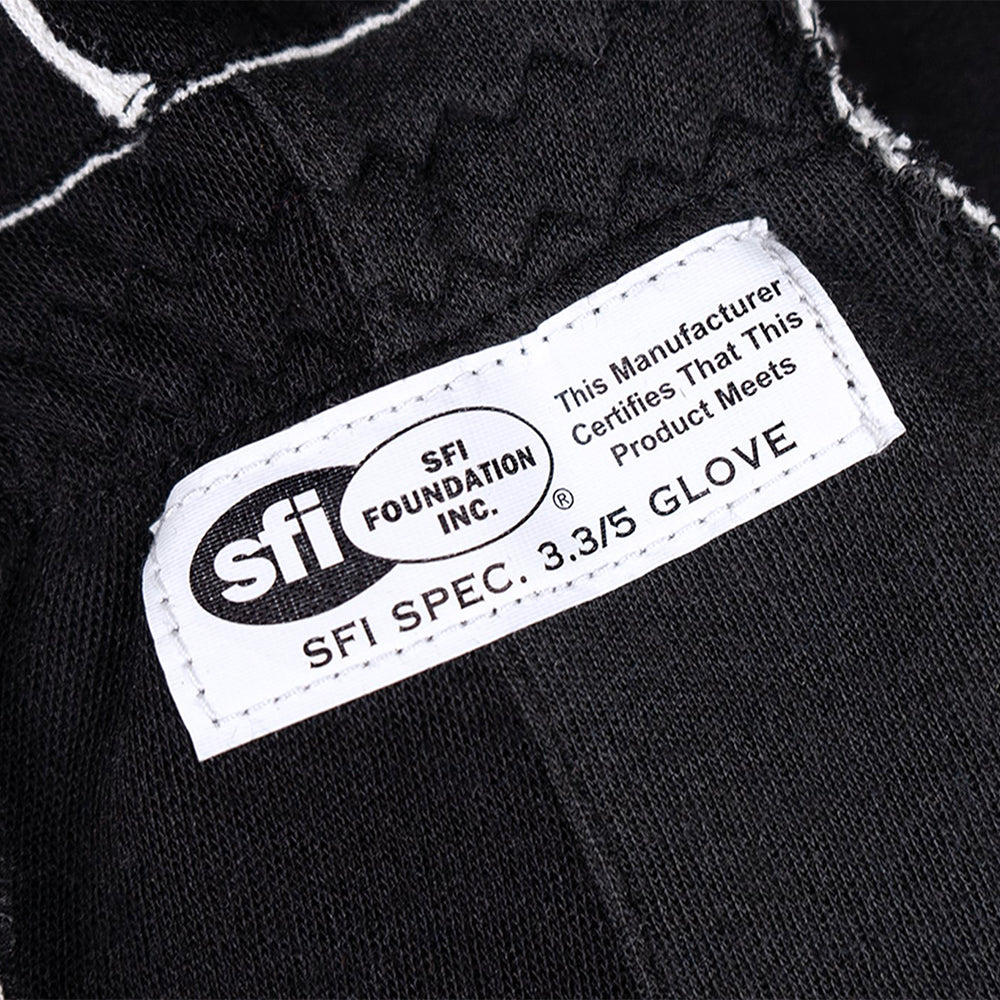 sfi
SFI
FOUNDATION
INC.
®
This Manufacturer
Certifies That This
Product Meets
SFI SPEC. 3.3/5 GLOVE